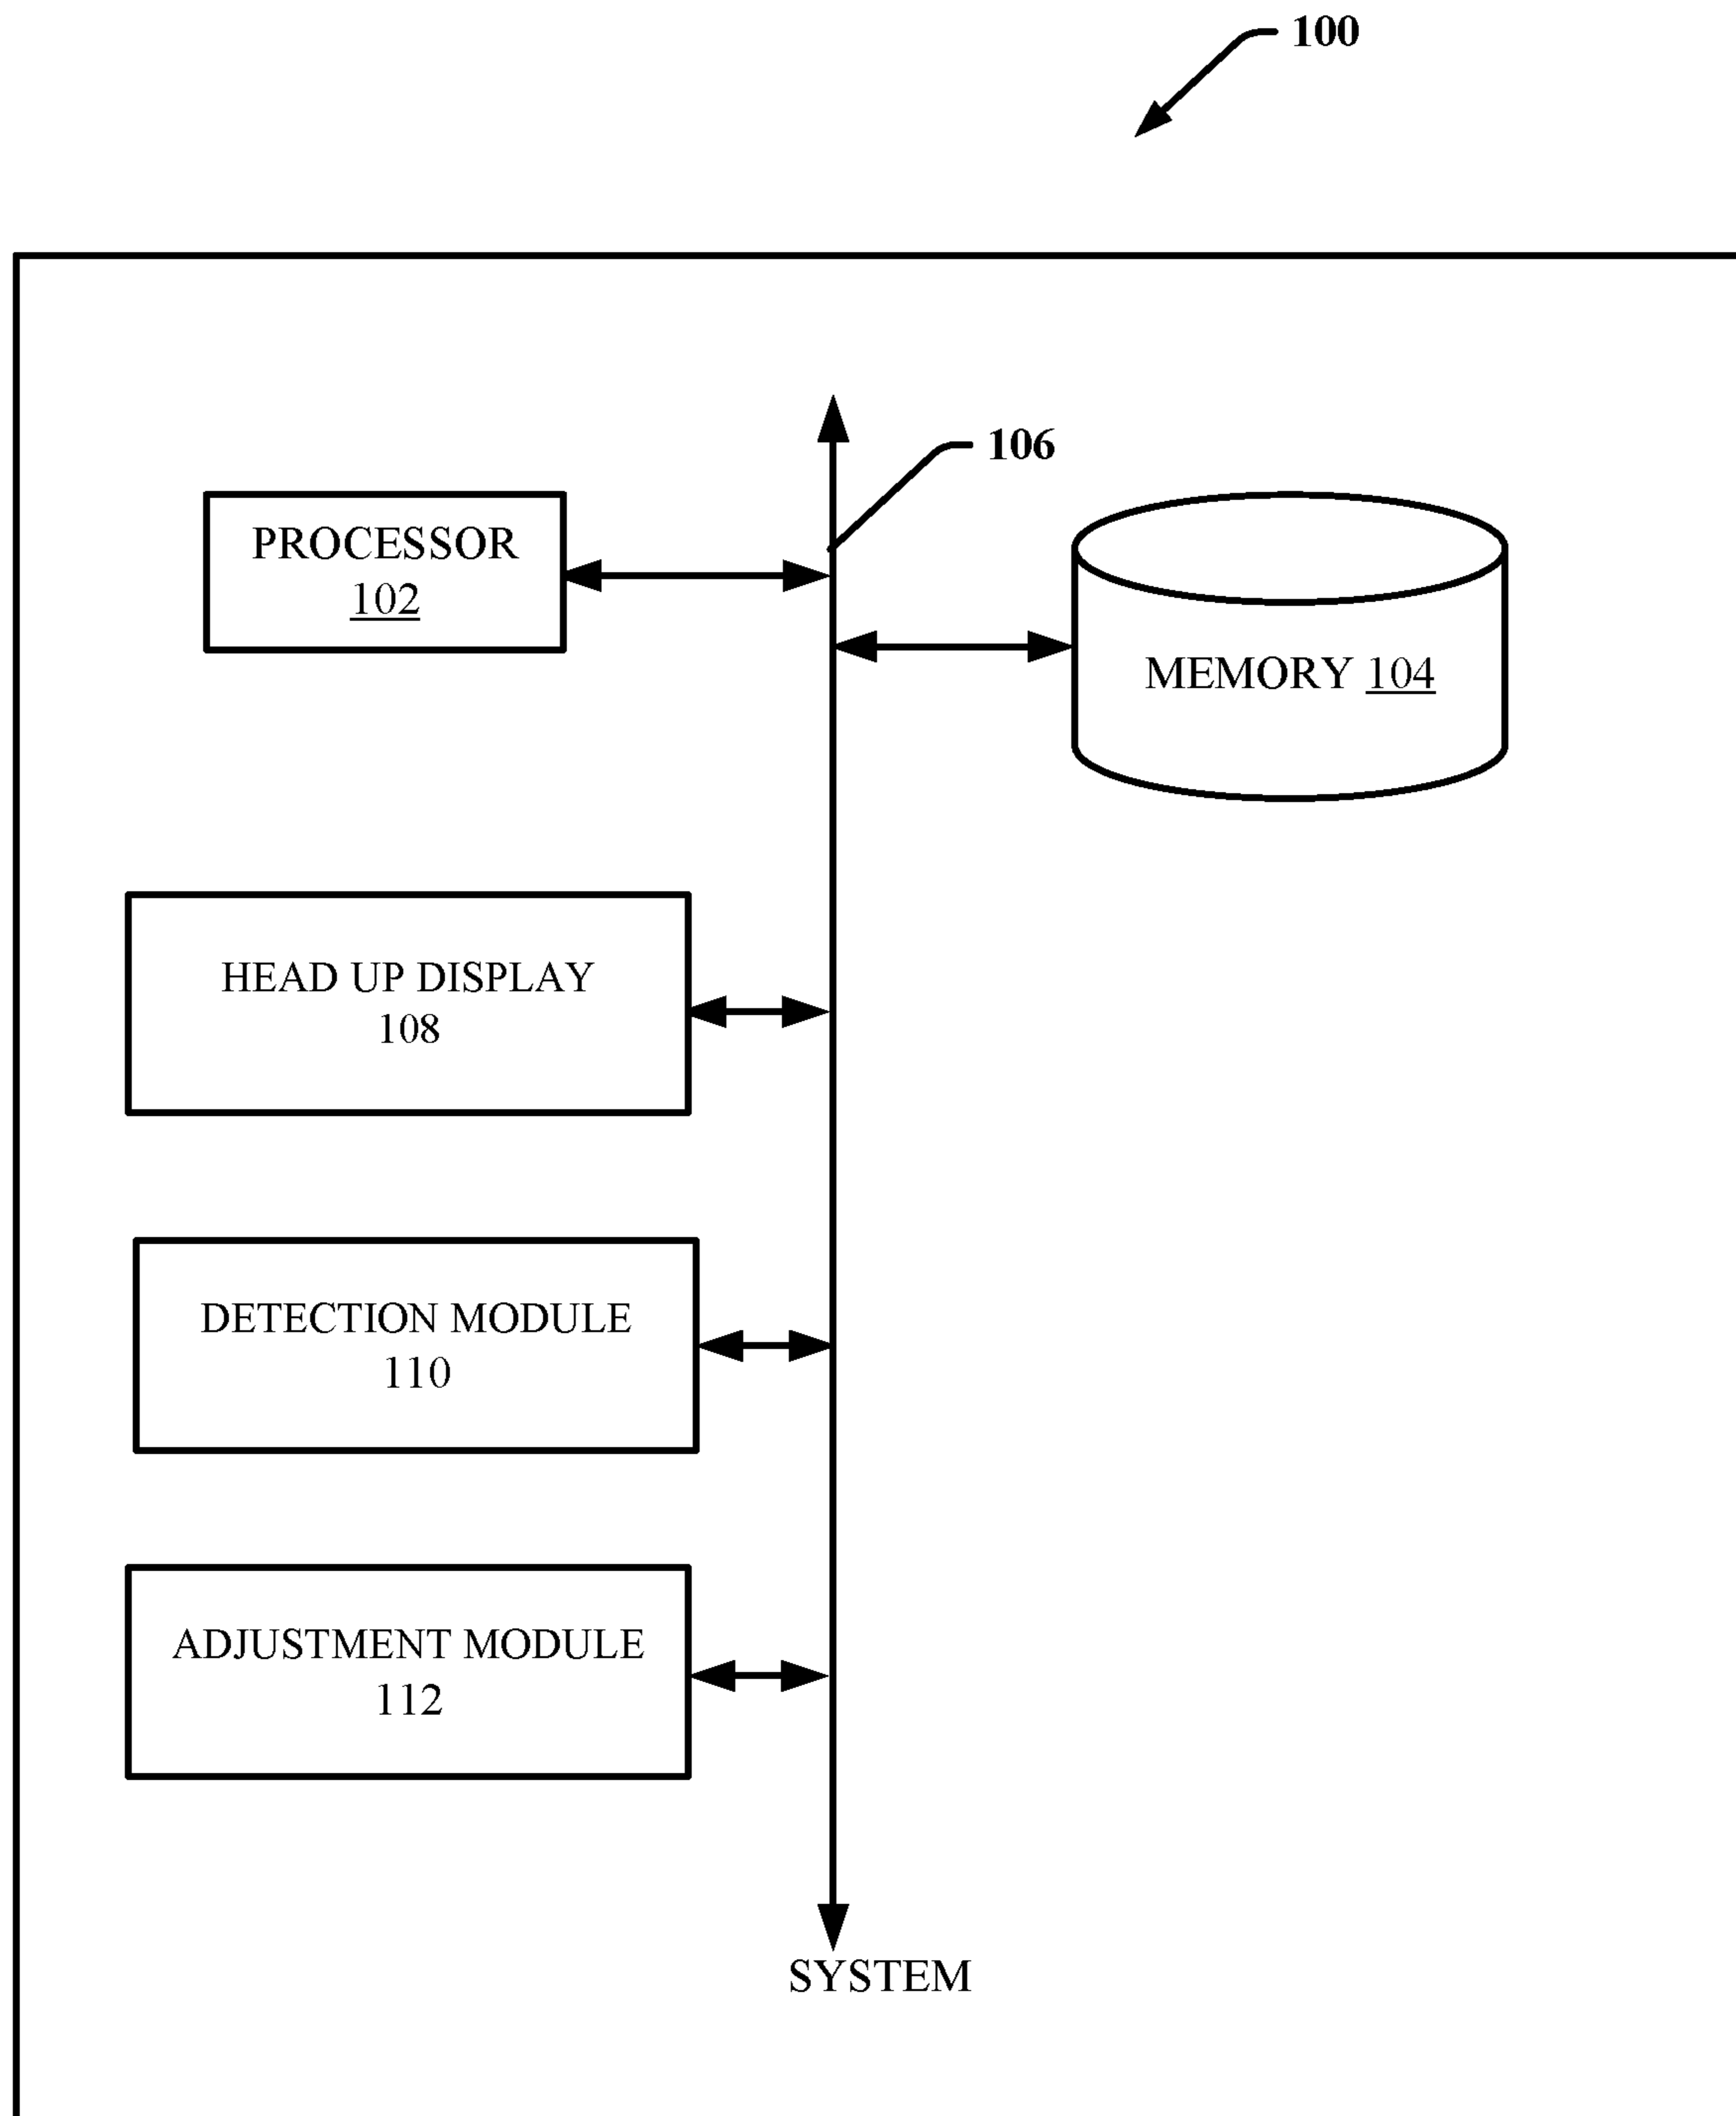 100
106
PROCESSOR
102
MEMORY 104
HEAD UP DISPLAY
108
DETECTION MODULE
110
ADJUSTMENT MODULE
112
SYSTEM